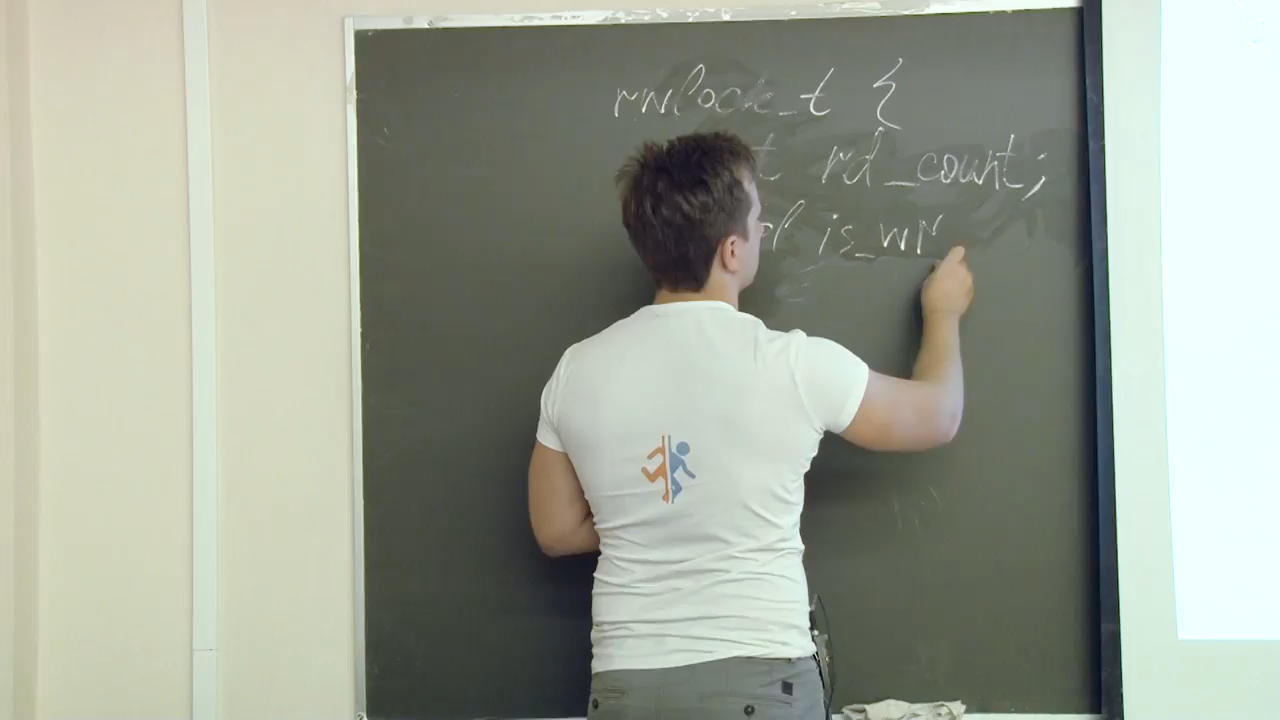 rwlock_t {
t rd_count;
l is_wr